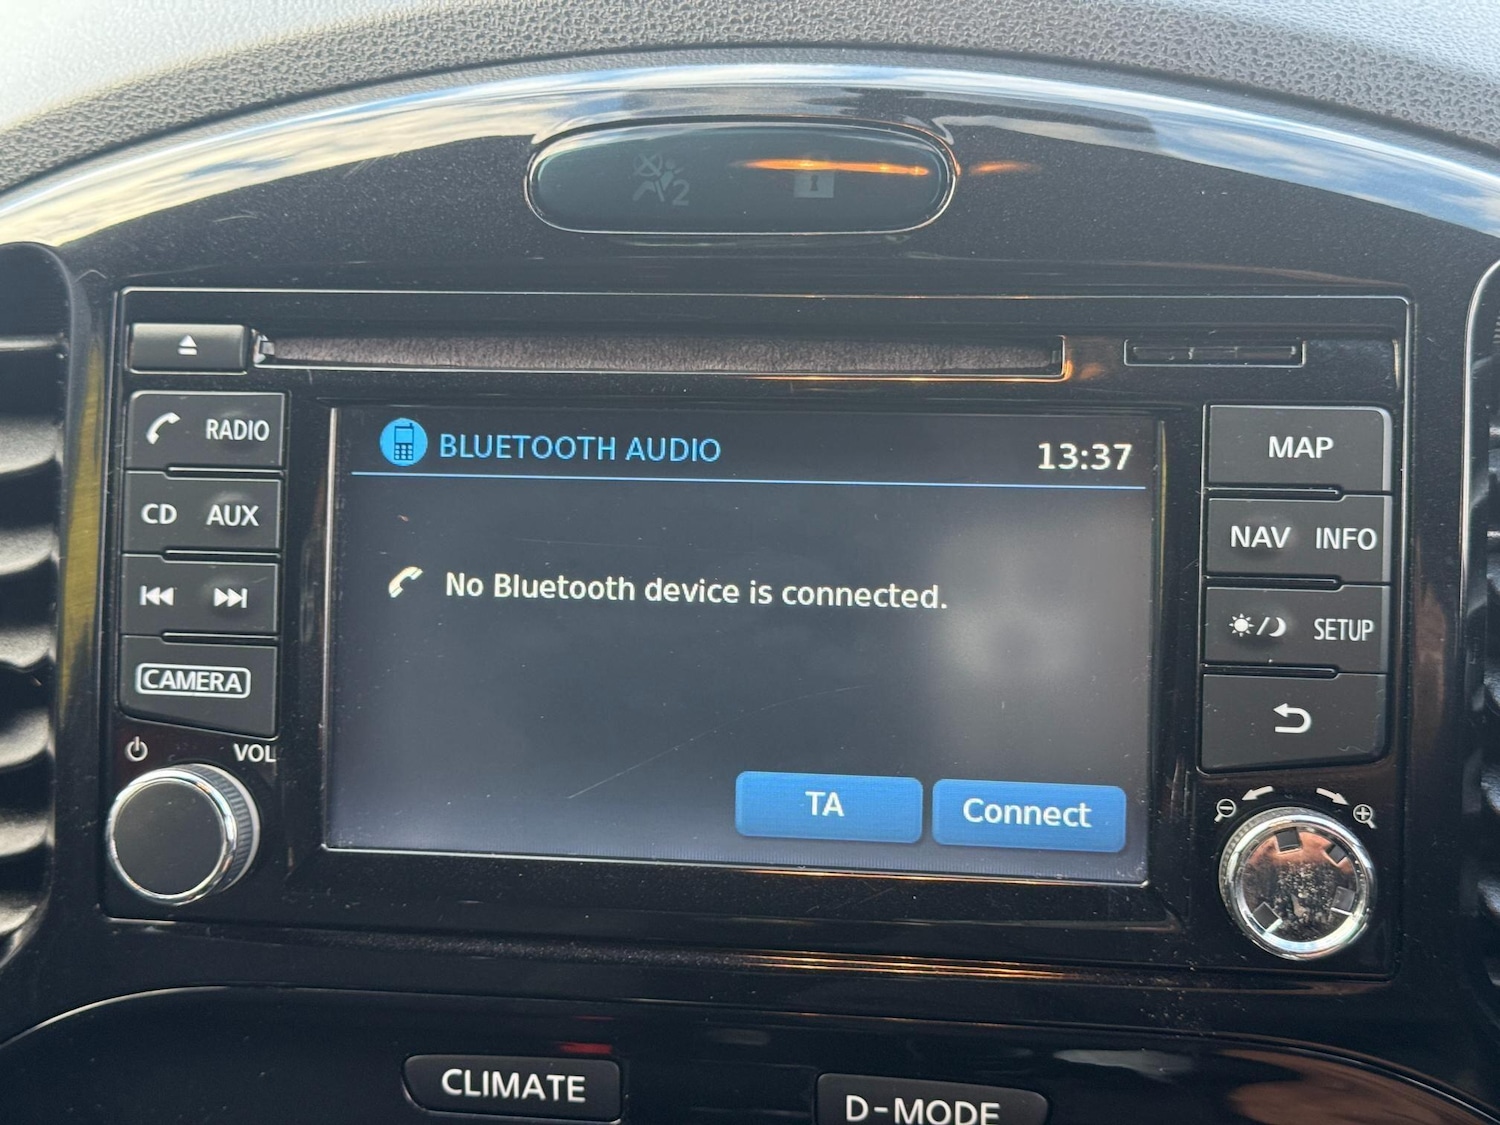 2
RADIO
CD AUX
CAMERA
VOL
BLUETOOTH AUDIO 13:37
No Bluetooth device is connected.
TA Connect
MAP
NAV INFO
SETUP
CLIMATE
D-MODE